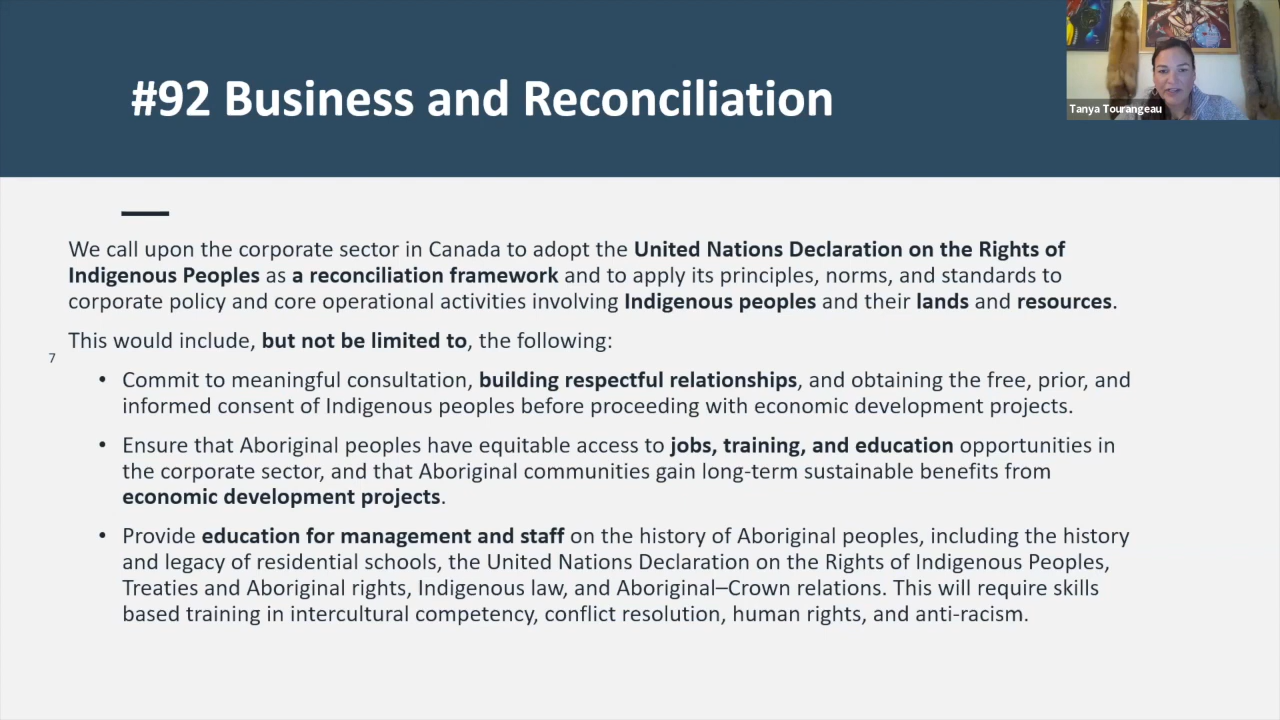 #92 Business and Reconciliation
Tanya Tourangeau
We call upon the corporate sector in Canada to adopt the United Nations Declaration on the Rights of
Indigenous Peoples as a reconciliation framework and to apply its principles, norms, and standards to
corporate policy and core operational activities involving Indigenous peoples and their lands and resources.
This would include, but not be limited to, the following:
7
• Commit to meaningful consultation, building respectful relationships, and obtaining the free, prior, and
informed consent of Indigenous peoples before proceeding with economic development projects.
• Ensure that Aboriginal peoples have equitable access to jobs, training, and education opportunities in
the corporate sector, and that Aboriginal communities gain long-term sustainable benefits from
economic development projects.
• Provide education for management and staff on the history of Aboriginal peoples, including the history
and legacy of residential schools, the United Nations Declaration on the Rights of Indigenous Peoples,
Treaties and Aboriginal rights, Indigenous law, and Aboriginal–Crown relations. This will require skills
based training in intercultural competency, conflict resolution, human rights, and anti-racism.